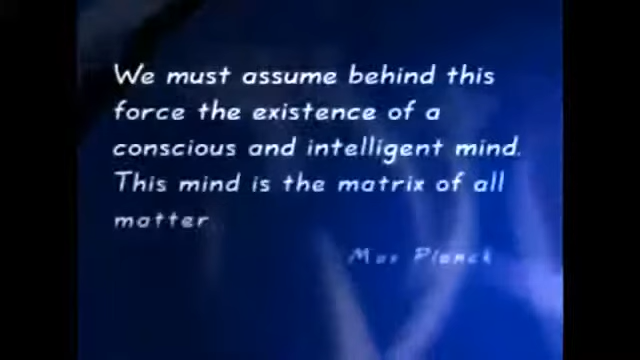 We must assume behind this
force the existence of a
conscious and intelligent mind.
This mind is the matrix of all
matter
Max Planck